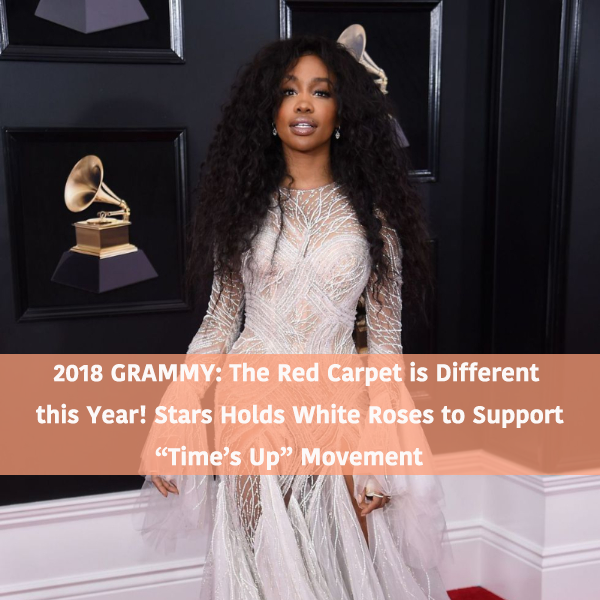 2018 GRAMMY: The Red Carpet is Different
this Year! Stars Holds White Roses to Support
“Time’s Up” Movement